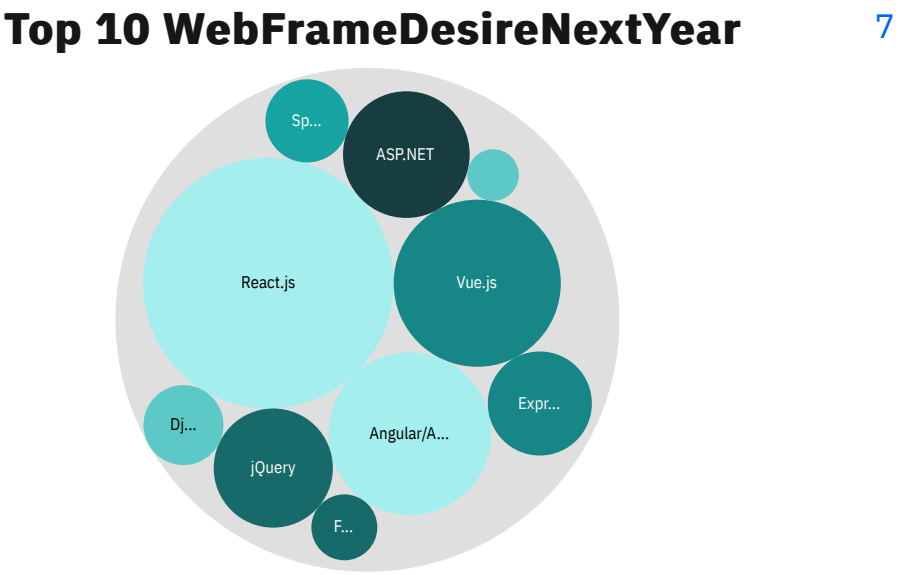 Top 10 WebFrameDesireNextYear
7
Sp...
ASP.NET
React.js
Vue.js
Dj...
Expr...
Angular/A...
jQuery
F...